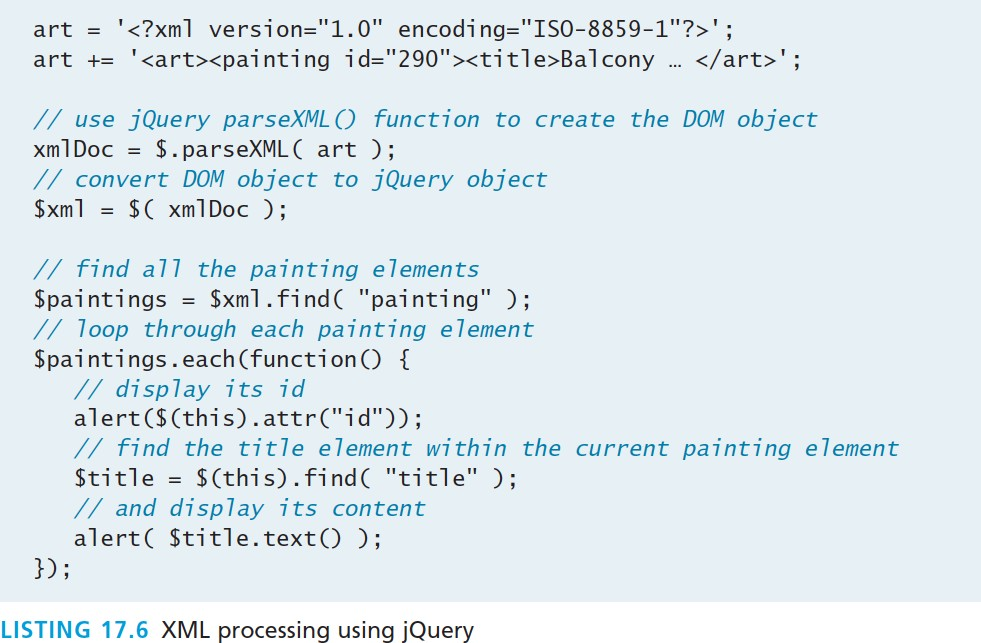 art = '<?xml version="1.0" encoding="ISO-8859-1"?>';
art += '<art><painting id="290"><title>Balcony … </art>';
// use jQuery parseXML() function to create the DOM object
xmlDoc = $.parseXML( art );
// convert DOM object to jQuery object
$xml = $( xmlDoc );
// find all the painting elements
$paintings = $xml.find( "painting" );
// loop through each painting element
$paintings.each(function() {
// display its id
alert($(this).attr("id"));
// find the title element within the current painting element
$title = $(this).find( "title" );
// and display its content
alert( $title.text() );
});
LISTING 17.6 XML processing using jQuery